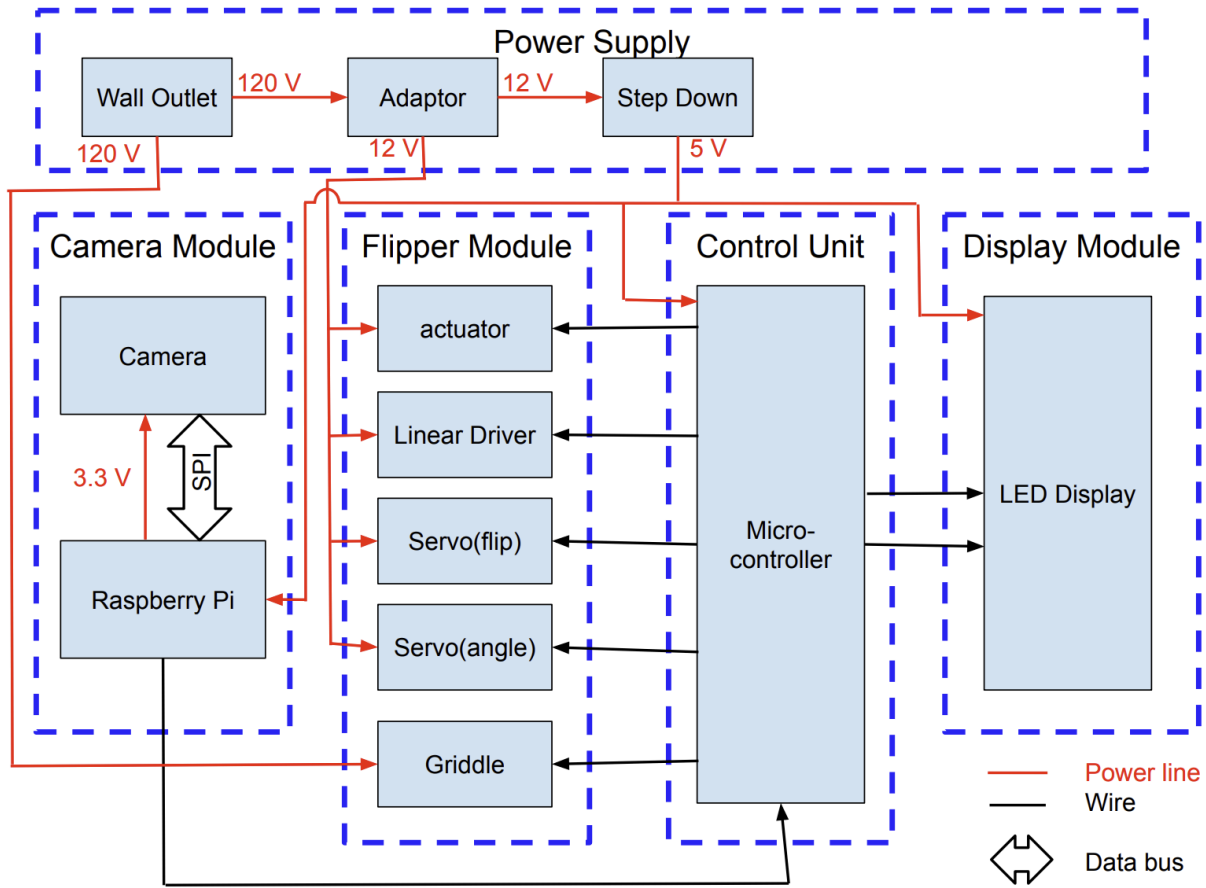 Power Supply
Wall Outlet
120 V
Adaptor
12 V
Step Down
120 V
12 V
5 V
Camera Module
Flipper Module
Control Unit
Display Module
Camera
3.3 V
SPI
Raspberry Pi
actuator
Linear Driver
Servo(flip)
Servo(angle)
Griddle
Micro-
controller
LED Display
Power line
Wire
Data bus